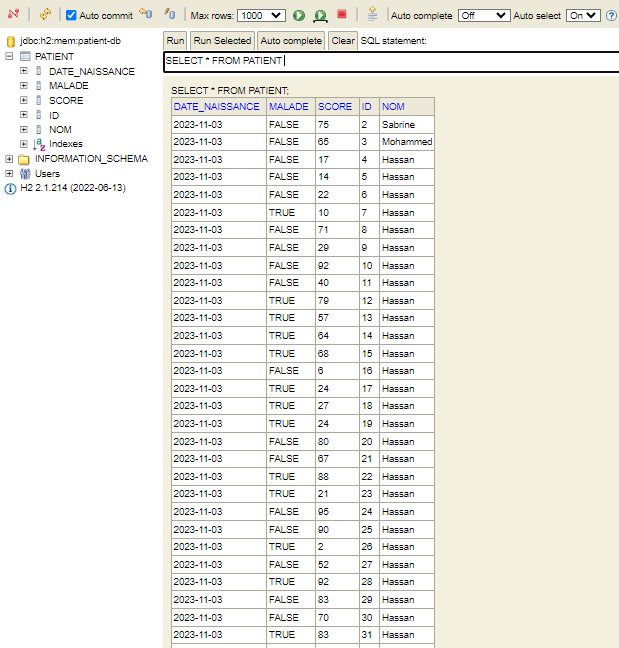 Auto commit Max rows: 1000 Auto complete Off Auto select On ?
jdbc:h2:mem:patient-db
PATIENT
DATE_NAISSANCE
MALADE
SCORE
ID
NOM
Indexes
INFORMATION_SCHEMA
Users
H2 2.1.214 (2022-06-13)
Run Run Selected Auto complete Clear SQL statement:
SELECT * FROM PATIENT
SELECT * FROM PATIENT;
DATE_NAISSANCE MALADE SCORE ID NOM
2023-11-03 FALSE 75 2 Sabrine
2023-11-03 FALSE 65 3 Mohammed
2023-11-03 FALSE 17 4 Hassan
2023-11-03 FALSE 14 5 Hassan
2023-11-03 FALSE 22 6 Hassan
2023-11-03 TRUE 10 7 Hassan
2023-11-03 FALSE 71 8 Hassan
2023-11-03 FALSE 29 9 Hassan
2023-11-03 FALSE 92 10 Hassan
2023-11-03 FALSE 40 11 Hassan
2023-11-03 TRUE 79 12 Hassan
2023-11-03 TRUE 57 13 Hassan
2023-11-03 TRUE 64 14 Hassan
2023-11-03 TRUE 68 15 Hassan
2023-11-03 FALSE 6 16 Hassan
2023-11-03 TRUE 24 17 Hassan
2023-11-03 TRUE 27 18 Hassan
2023-11-03 TRUE 24 19 Hassan
2023-11-03 FALSE 80 20 Hassan
2023-11-03 FALSE 67 21 Hassan
2023-11-03 TRUE 88 22 Hassan
2023-11-03 TRUE 21 23 Hassan
2023-11-03 FALSE 95 24 Hassan
2023-11-03 FALSE 90 25 Hassan
2023-11-03 TRUE 2 26 Hassan
2023-11-03 FALSE 52 27 Hassan
2023-11-03 TRUE 92 28 Hassan
2023-11-03 FALSE 83 29 Hassan
2023-11-03 FALSE 70 30 Hassan
2023-11-03 TRUE 83 31 Hassan